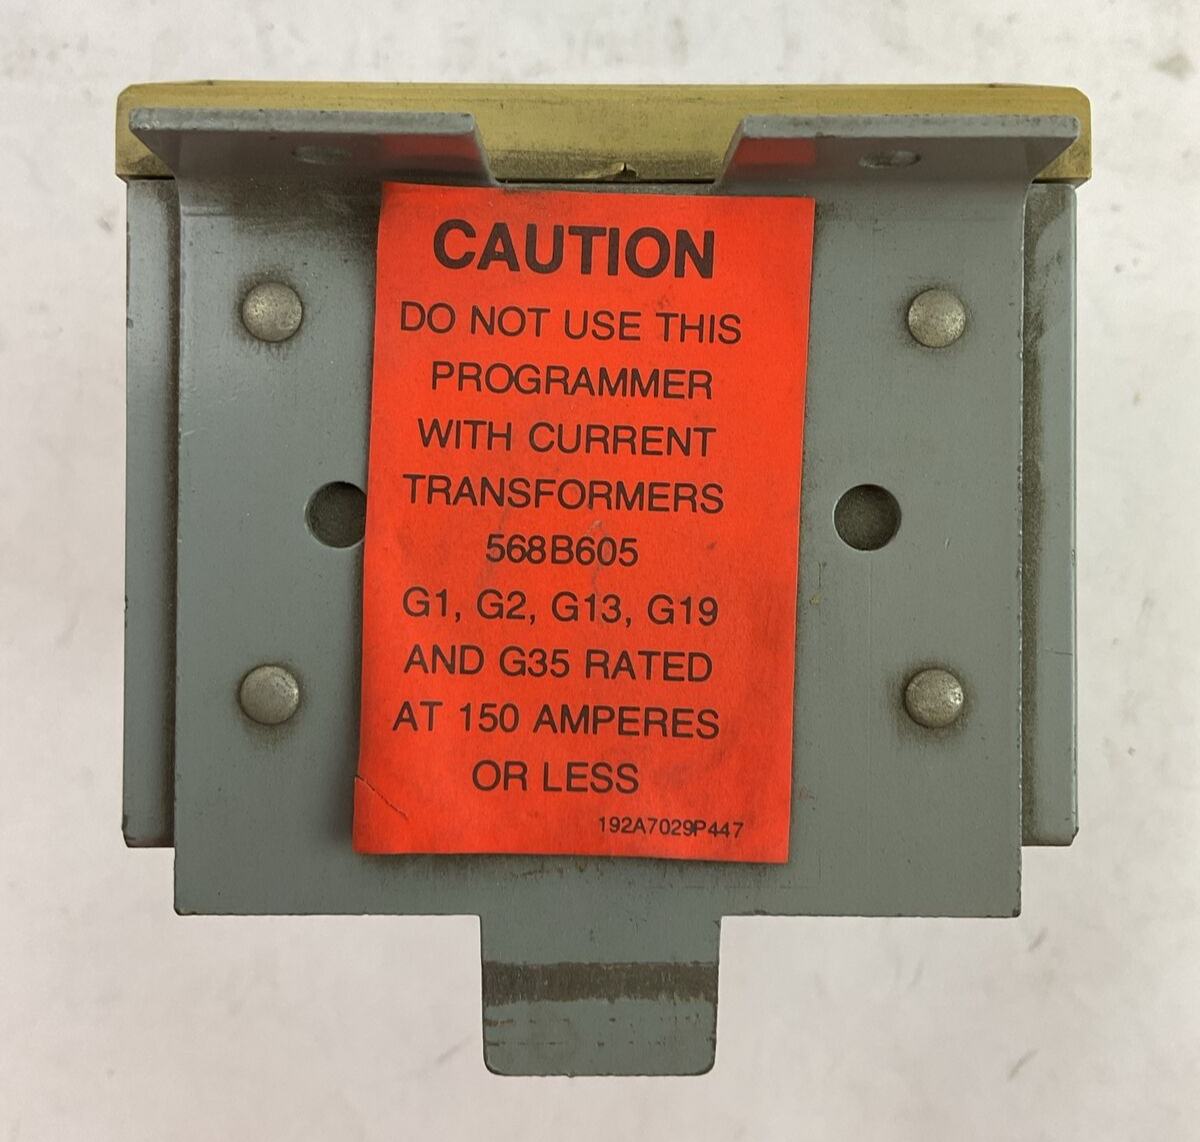 CAUTION
DO NOT USE THIS
PROGRAMMER
WITH CURRENT
TRANSFORMERS
568B605
G1, G2, G13, G19
AND G35 RATED
AT 150 AMPERES
OR LESS
192A7029P447